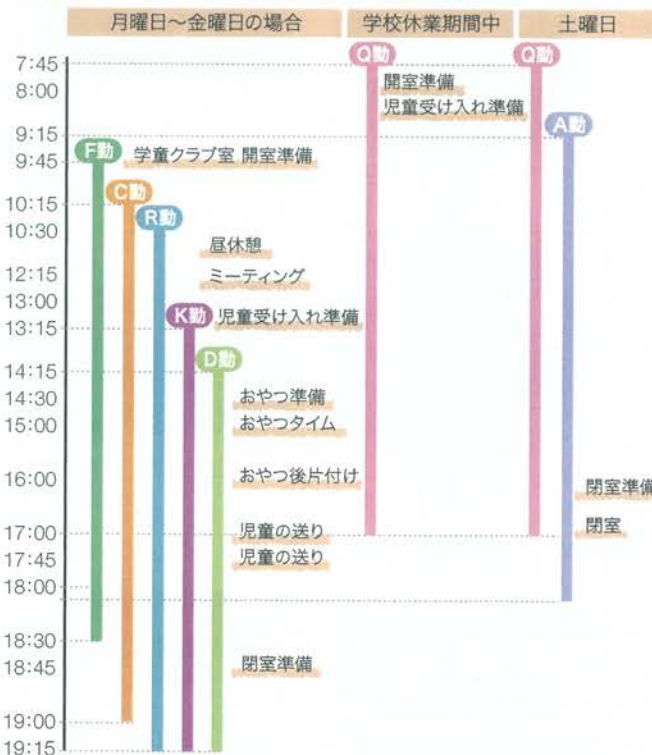 月曜日～金曜日の場合 学校休業期間中 土曜日
7:45 Q勤 Q勤
8:00 開室準備
児童受け入れ準備
9:15 A勤
9:45 F勤 学童クラブ室 開室準備
10:15 C勤
10:30 R勤
昼休憩
12:15 ミーティング
13:00
13:15 K勤 児童受け入れ準備
14:15 D勤
14:30 おやつ準備
15:00 おやつタイム
16:00 おやつ後片付け 閉室準備
17:00 児童の送り 閉室
17:45 児童の送り
18:00
18:30
18:45 閉室準備
19:00
19:15